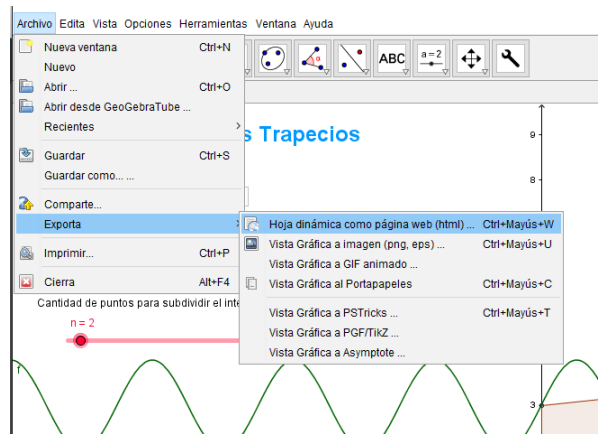 Archivo Edita Vista Opciones Herramientas Ventana Ayuda
Nueva ventana Ctrl+N
Nuevo
Abrir ... Ctrl+O
Abrir desde GeoGebraTube ...
Recientes
Guardar Ctrl+S
Guardar como... ...
Comparte...
Exporta
Imprimir... Ctrl+P
Cierra Alt+F4
ABC a=2
s Trapecios
9
8
Hoja dinámica como página web (html) ... Ctrl+Mayús+W
Vista Gráfica a imagen (png, eps) ... Ctrl+Mayús+U
Vista Gráfica a GIF animado ...
Vista Gráfica al Portapapeles Ctrl+Mayús+C
Vista Gráfica a PSTricks ... Ctrl+Mayús+T
Vista Gráfica a PGF/TikZ ...
Vista Gráfica a Asymptote ...
Cantidad de puntos para subdividir el inte
n = 2
f
3